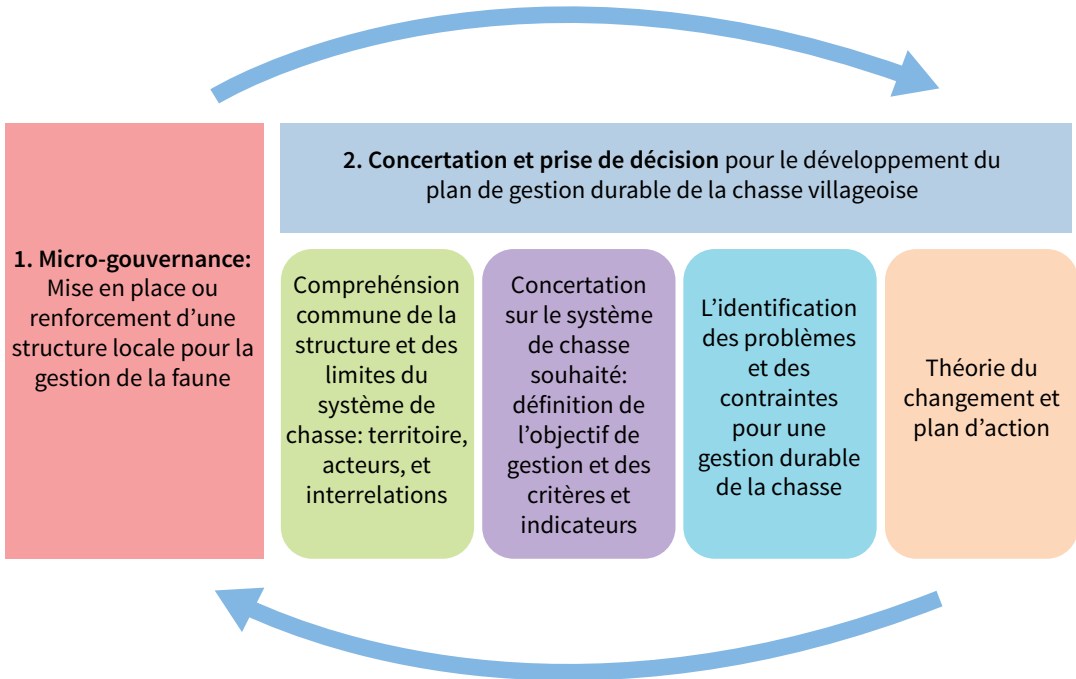 1. Micro-gouvernance:
Mise en place ou
renforcement d’une
structure locale pour la
gestion de la faune
2. Concertation et prise de décision pour le développement du
plan de gestion durable de la chasse villageoise
Comprehénsion
commune de la
structure et des
limites du
système de
chasse: territoire,
acteurs, et
interrelations
Concertation
sur le système
de chasse
souhaité:
définition de
l’objectif de
gestion et des
critères et
indicateurs
L’identification
des problèmes
et des
contraintes
pour une
gestion durable
de la chasse
Théorie du
changement et
plan d’action